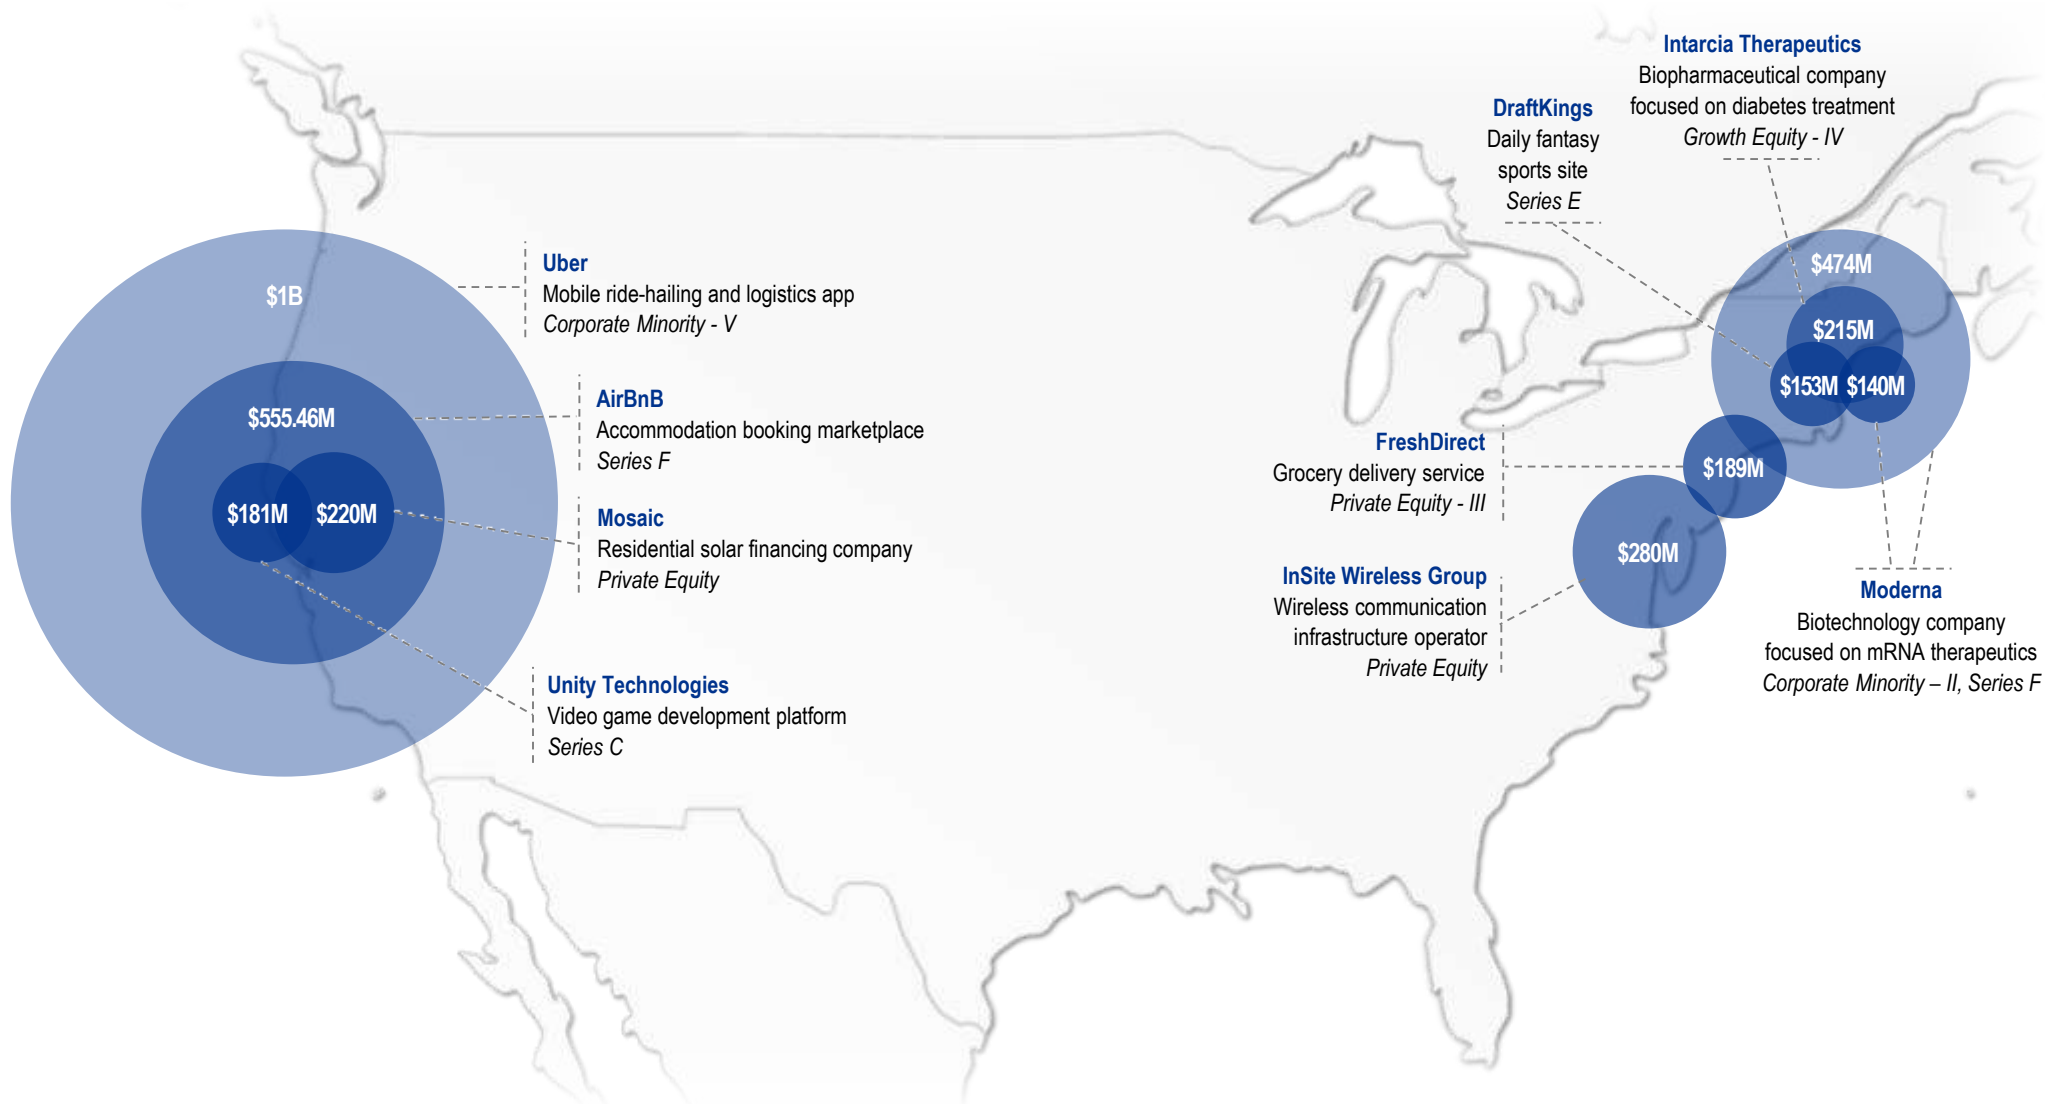 $1B
$555.46M
$181M
$220M
Uber
Mobile ride-hailing and logistics app
Corporate Minority - V
AirBnB
Accommodation booking marketplace
Series F
Mosaic
Residential solar financing company
Private Equity
Unity Technologies
Video game development platform
Series C
DraftKings
Daily fantasy
sports site
Series E
Intarcia Therapeutics
Biopharmaceutical company
focused on diabetes treatment
Growth Equity - IV
FreshDirect
Grocery delivery service
Private Equity - III
InSite Wireless Group
Wireless communication
infrastructure operator
Private Equity
$474M
$215M
$153M
$140M
$189M
$280M
Moderna
Biotechnology company
focused on mRNA therapeutics
Corporate Minority – II, Series F